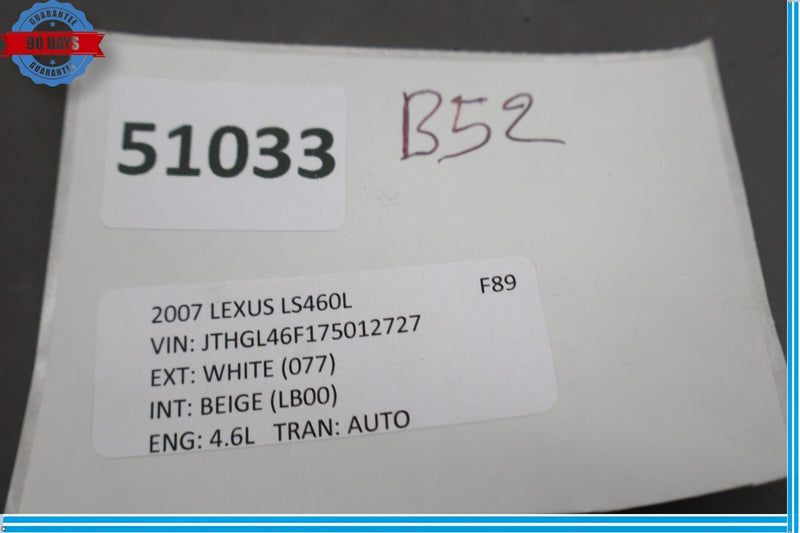 GUARANTEE
90 DAYS
GUARANTEE
51033
B52
2007 LEXUS LS460L F89
VIN: JTHGL46F175012727
EXT: WHITE (077)
INT: BEIGE (LB00)
ENG: 4.6L TRAN: AUTO